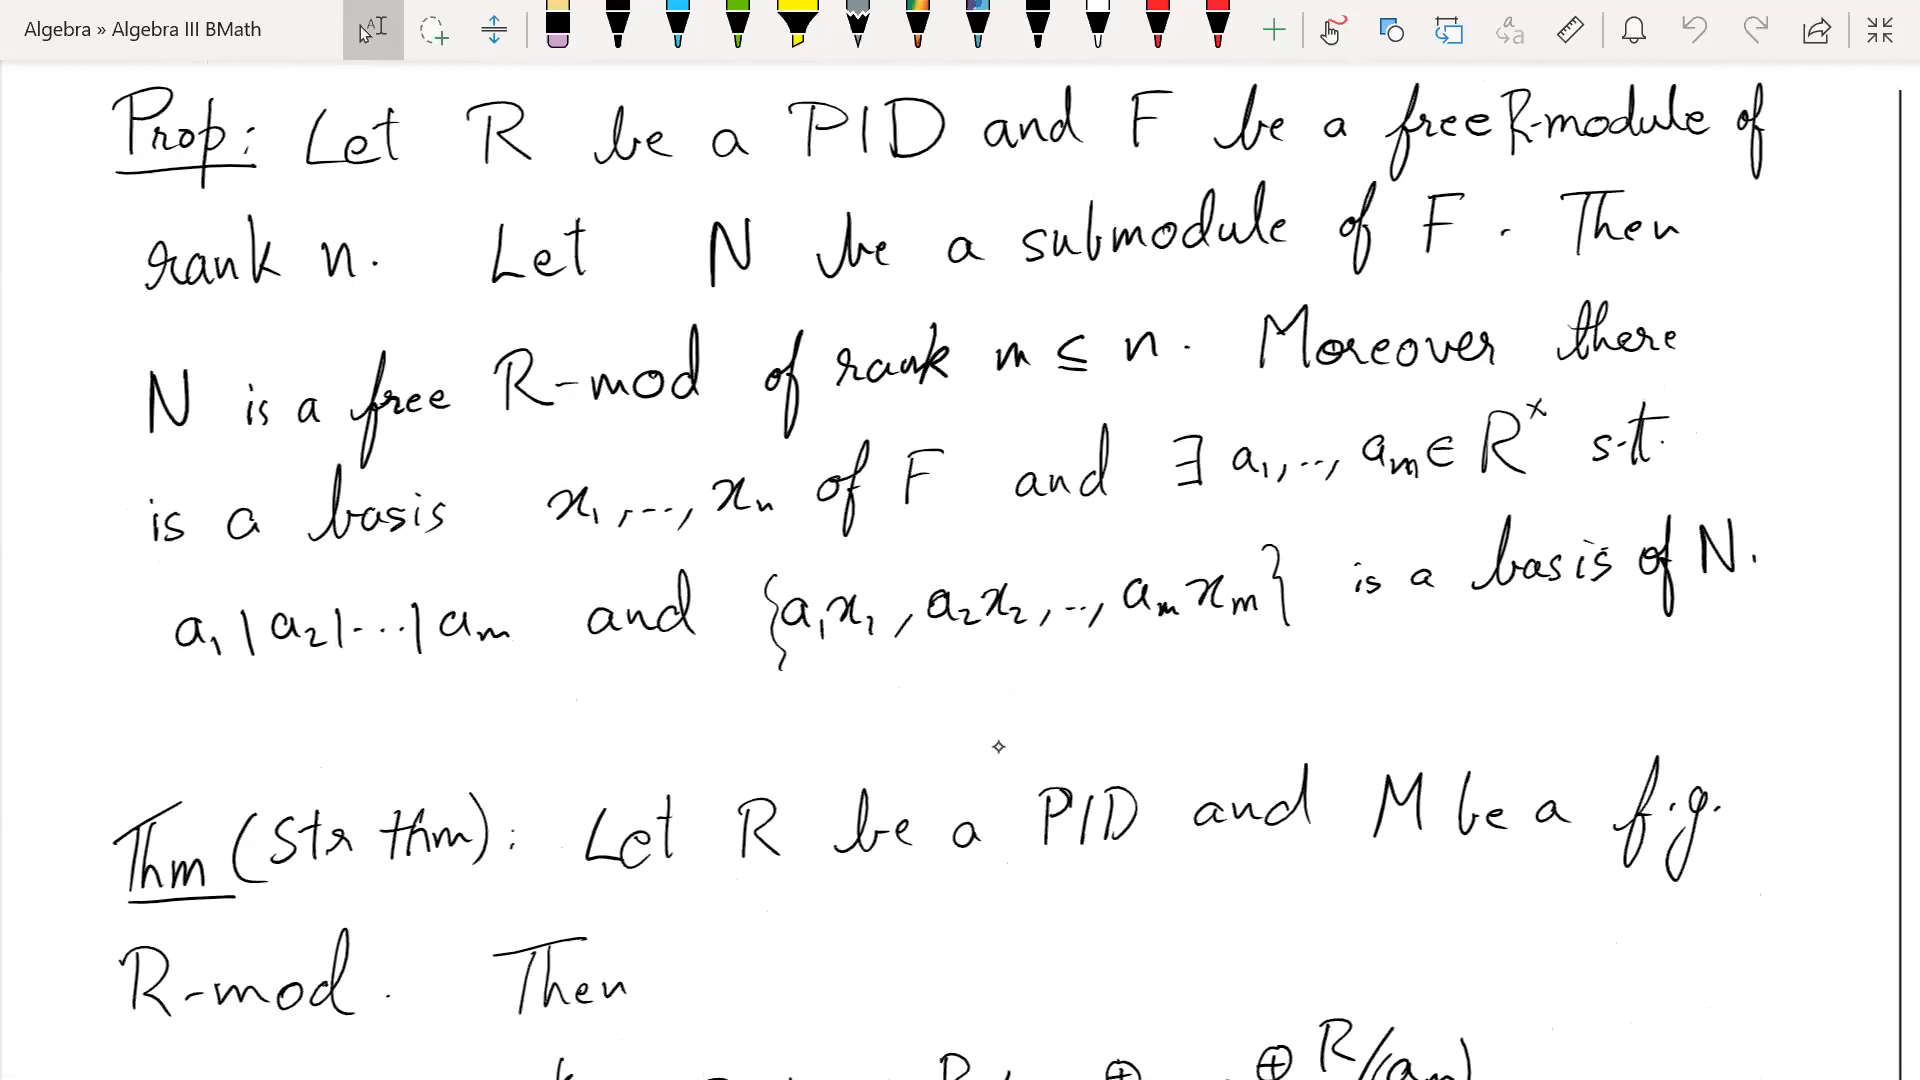 Algebra » Algebra III BMath
Prop: Let R be a PID and F be a free R-module of
rank n. Let N be a submodule of F. Then
N is a free R-mod of rank m ≤ n. Moreover there
is a basis x₁,...,xₙ of F and ∃ a₁,..,aₘ ∈ Rˣ s.t.
a₁|a₂|...|aₘ and {a₁x₁, a₂x₂,..,aₘxₘ} is a basis of N.
Thm (Str thm): Let R be a PID and M be a f.g.
R-mod. Then
⊕ ⊕ R/(aₘ)